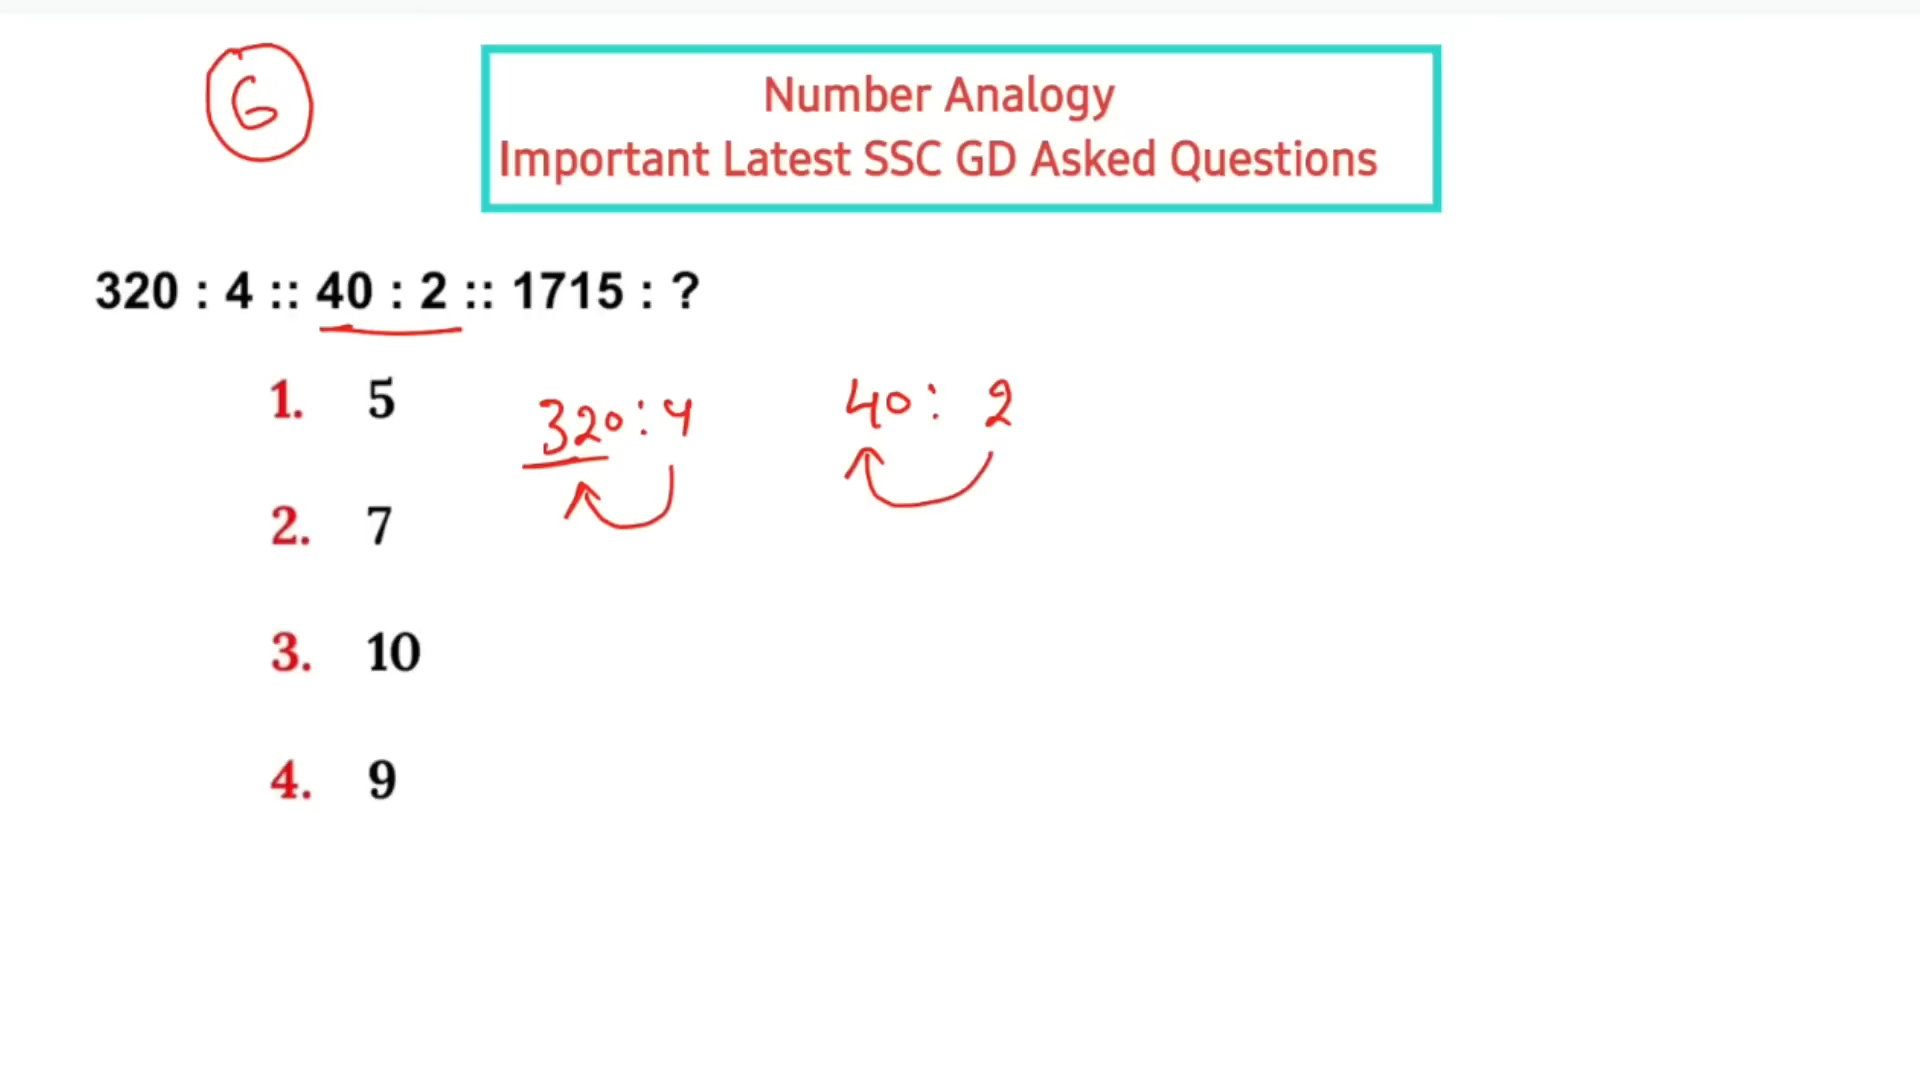 6
Number Analogy
Important Latest SSC GD Asked Questions
320 : 4 :: 40 : 2 :: 1715 : ?
1. 5
320 : 4
40 : 2
2. 7
3. 10
4. 9